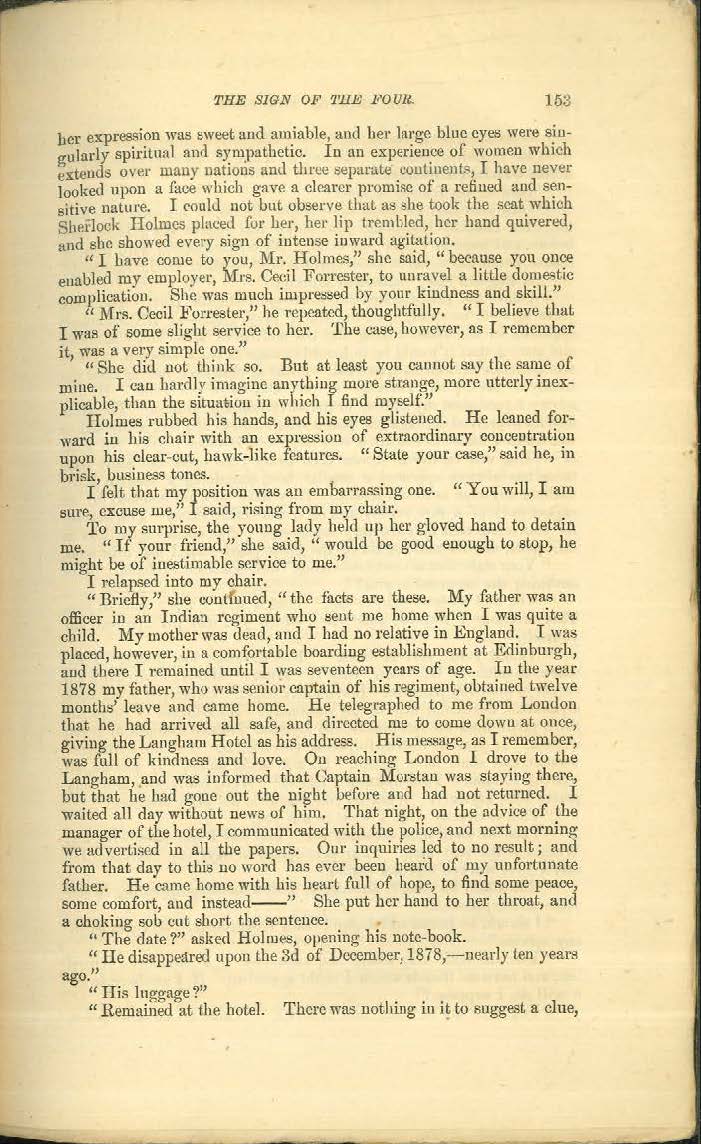 THE SIGN OF THE FOUR. 153
her expression was sweet and amiable, and her large blue eyes were sin-
gularly spiritual and sympathetic. In an experience of women which
extends over many nations and three separate continents, I have never
looked upon a face which gave a clearer promise of a refined and sen-
sitive nature. I could not but observe that as she took the seat which
Sherlock Holmes placed for her, her lip trembled, her hand quivered,
and she showed every sign of intense inward agitation.
“I have come to you, Mr. Holmes,” she said, “because you once
enabled my employer, Mrs. Cecil Forrester, to unravel a little domestic
complication. She was much impressed by your kindness and skill.”
“Mrs. Cecil Forrester,” he repeated, thoughtfully. “I believe that
I was of some slight service to her. The case, however, as I remember
it, was a very simple one.”
“She did not think so. But at least you cannot say the same of
mine. I can hardly imagine anything more strange, more utterly inex-
plicable, than the situation in which I find myself.”
Holmes rubbed his hands, and his eyes glistened. He leaned for-
ward in his chair with an expression of extraordinary concentration
upon his clear-cut, hawk-like features. “State your case,” said he, in
brisk, business tones.
I felt that my position was an embarrassing one. “You will, I am
sure, excuse me,” I said, rising from my chair.
To my surprise, the young lady held up her gloved hand to detain
me. “If your friend,” she said, “would be good enough to stop, he
might be of inestimable service to me.”
I relapsed into my chair.
“Briefly,” she continued, “the facts are these. My father was an
officer in an Indian regiment who sent me home when I was quite a
child. My mother was dead, and I had no relative in England. I was
placed, however, in a comfortable boarding establishment at Edinburgh,
and there I remained until I was seventeen years of age. In the year
1878 my father, who was senior captain of his regiment, obtained twelve
months’ leave and came home. He telegraphed to me from London
that he had arrived all safe, and directed me to come down at once,
giving the Langham Hotel as his address. His message, as I remember,
was full of kindness and love. On reaching London I drove to the
Langham, and was informed that Captain Morstan was staying there,
but that he had gone out the night before and had not returned. I
waited all day without news of him. That night, on the advice of the
manager of the hotel, I communicated with the police, and next morning
we advertised in all the papers. Our inquiries led to no result; and
from that day to this no word has ever been heard of my unfortunate
father. He came home with his heart full of hope, to find some peace,
some comfort, and instead——” She put her hand to her throat, and
a choking sob cut short the sentence.
“The date?” asked Holmes, opening his note-book.
“He disappeared upon the 3d of December, 1878,—nearly ten years
ago.”
“His luggage?”
“Remained at the hotel. There was nothing in it to suggest a clue,